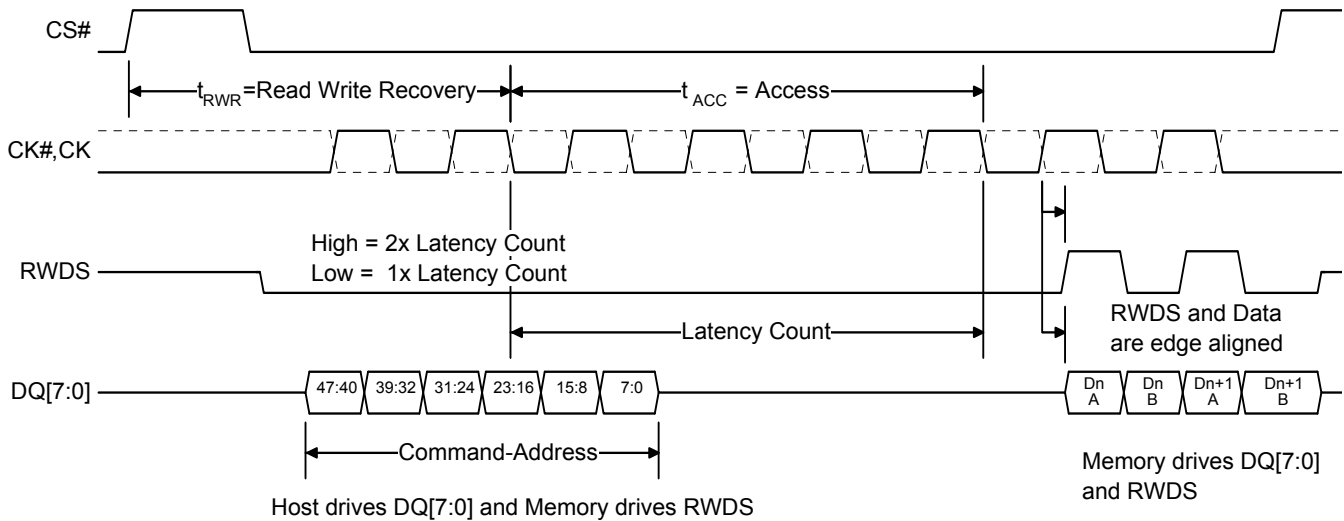 CS#
tRWR=Read Write Recovery
tACC = Access
CK#,CK
High = 2x Latency Count
Low = 1x Latency Count
RWDS
Latency Count
RWDS and Data
are edge aligned
DQ[7:0]
47:40 39:32 31:24 23:16 15:8 7:0
Dn A
Dn B
Dn+1 A
Dn+1 B
Command-Address
Host drives DQ[7:0] and Memory drives RWDS
Memory drives DQ[7:0]
and RWDS